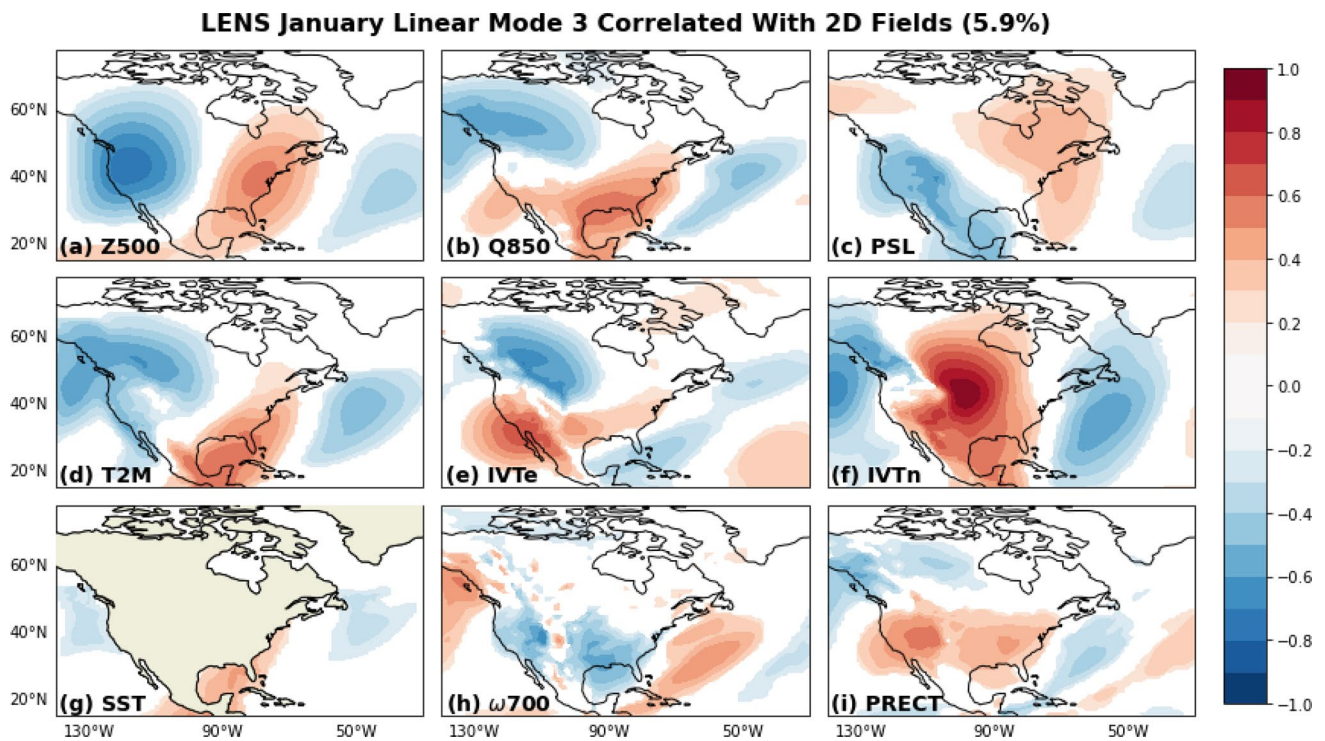 LENS January Linear Mode 3 Correlated With 2D Fields (5.9%)
60°N
40°N
20°N
(a) Z500
(b) Q850
(c) PSL
60°N
40°N
20°N
(d) T2M
(e) IVTe
(f) IVTn
60°N
40°N
20°N
(g) SST
(h) ω700
(i) PRECT
130°W 90°W 50°W
130°W 90°W 50°W
130°W 90°W 50°W
1.0
0.8
0.6
0.4
0.2
0.0
−0.2
−0.4
−0.6
−0.8
−1.0